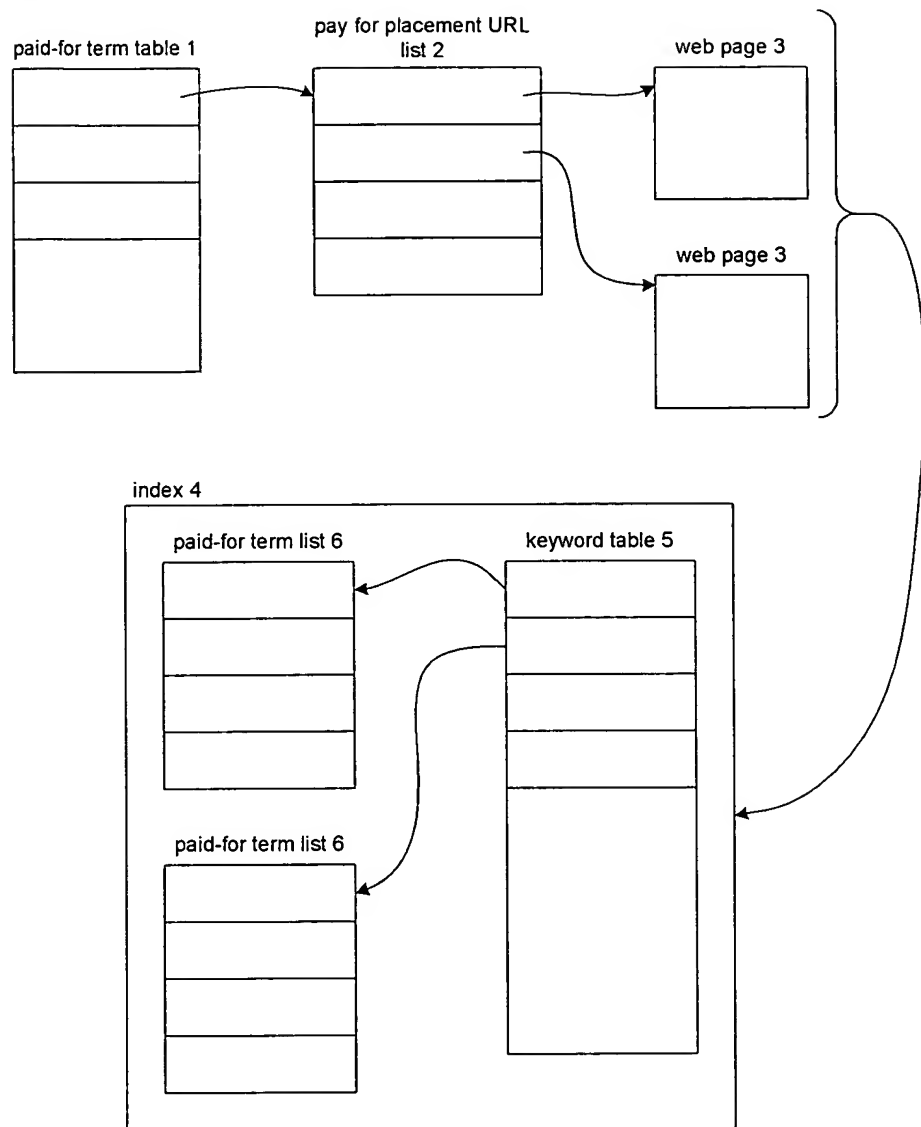 paid-for term table 1
pay for placement URL
list 2
web page 3
web page 3
index 4
paid-for term list 6
keyword table 5
paid-for term list 6